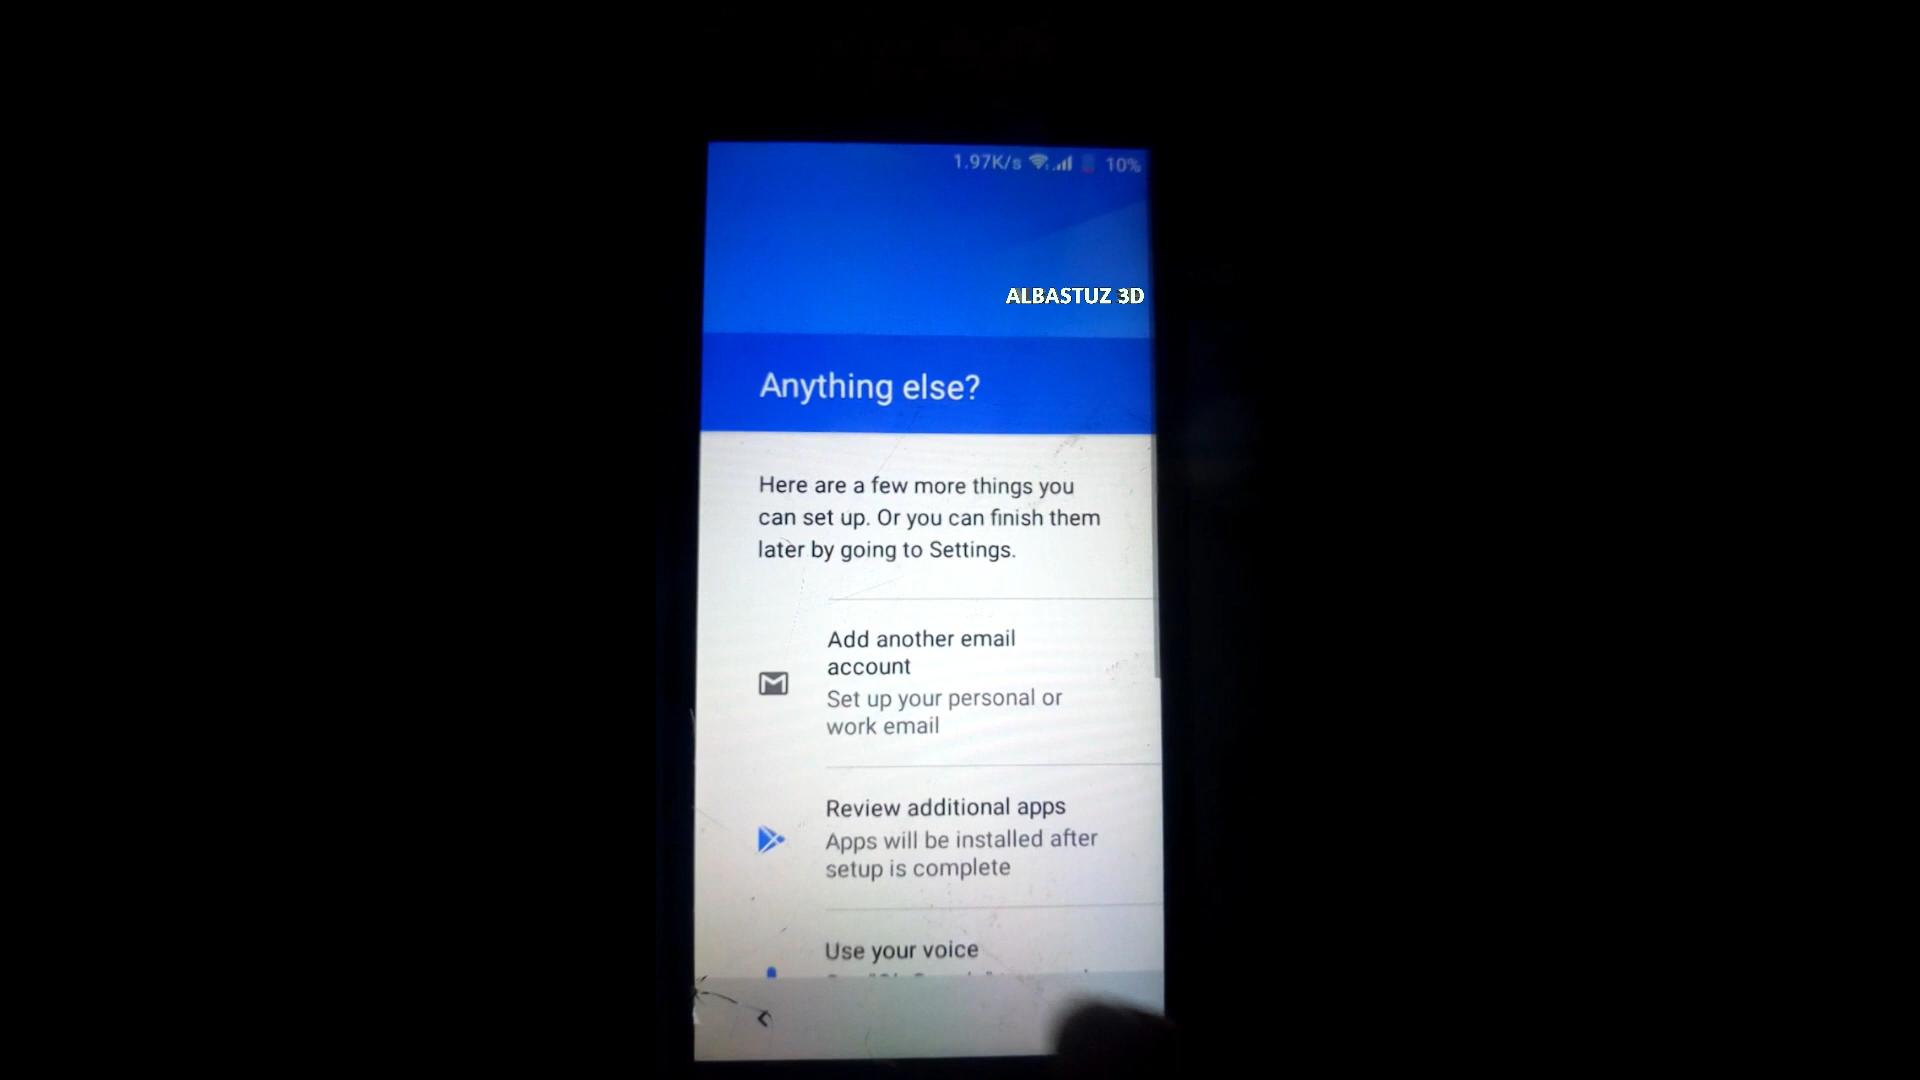 1.97K/s 10%
ALBASTUZ 3D
Anything else?
Here are a few more things you
can set up. Or you can finish them
later by going to Settings.
Add another email
account
Set up your personal or
work email
Review additional apps
Apps will be installed after
setup is complete
Use your voice